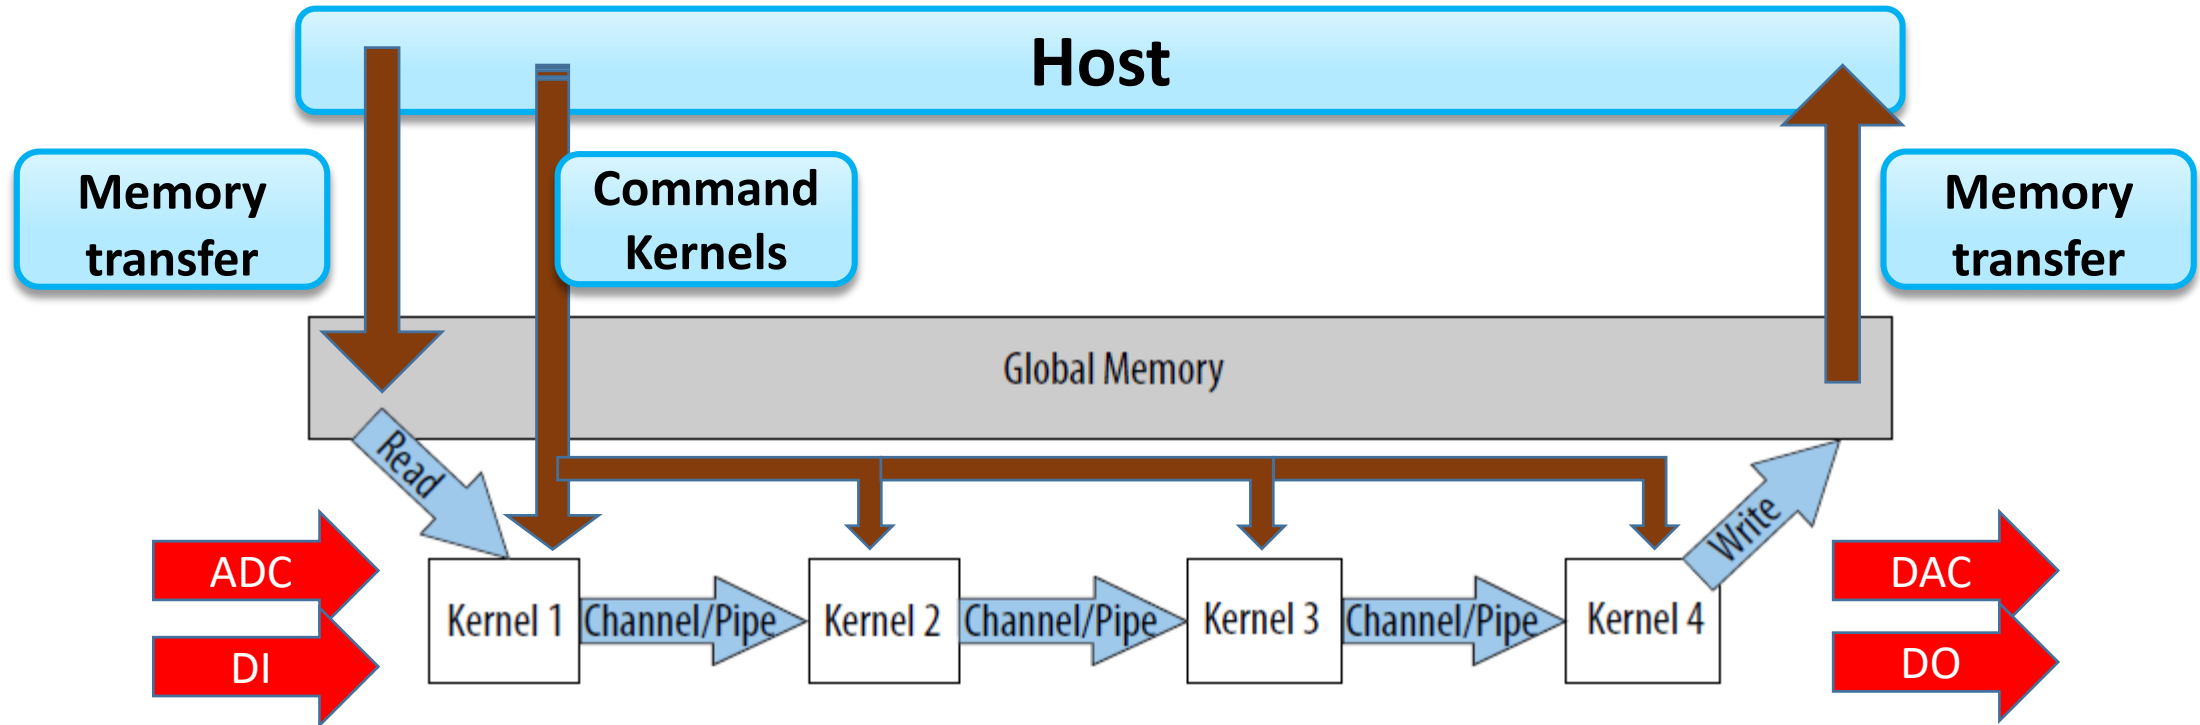 Host
Memory
transfer
Command
Kernels
Memory
transfer
Global Memory
Read
Write
ADC
DI
Kernel 1
Channel/Pipe
Kernel 2
Channel/Pipe
Kernel 3
Channel/Pipe
Kernel 4
DAC
DO